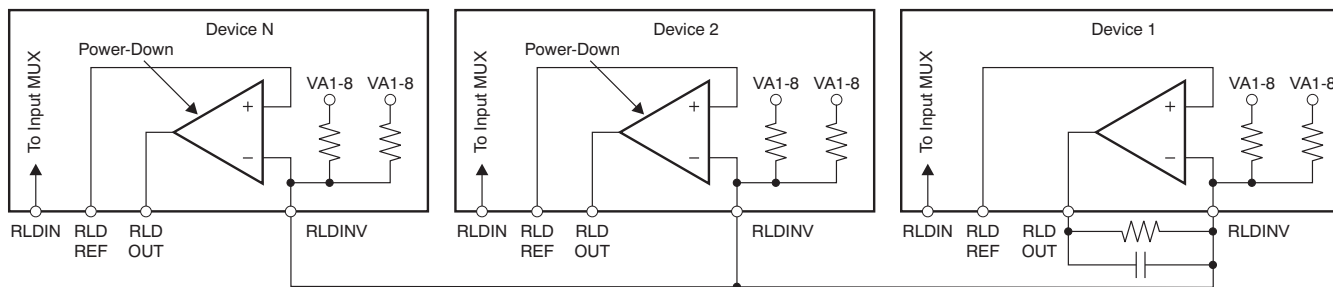 Device N
Power-Down
To Input MUX
VA1-8 VA1-8
+
−
RLDIN RLD REF RLD OUT RLDINV
Device 2
Power-Down
To Input MUX
VA1-8 VA1-8
+
−
RLDIN RLD REF RLD OUT RLDINV
Device 1
To Input MUX
VA1-8 VA1-8
+
−
RLDIN RLD REF RLD OUT RLDINV